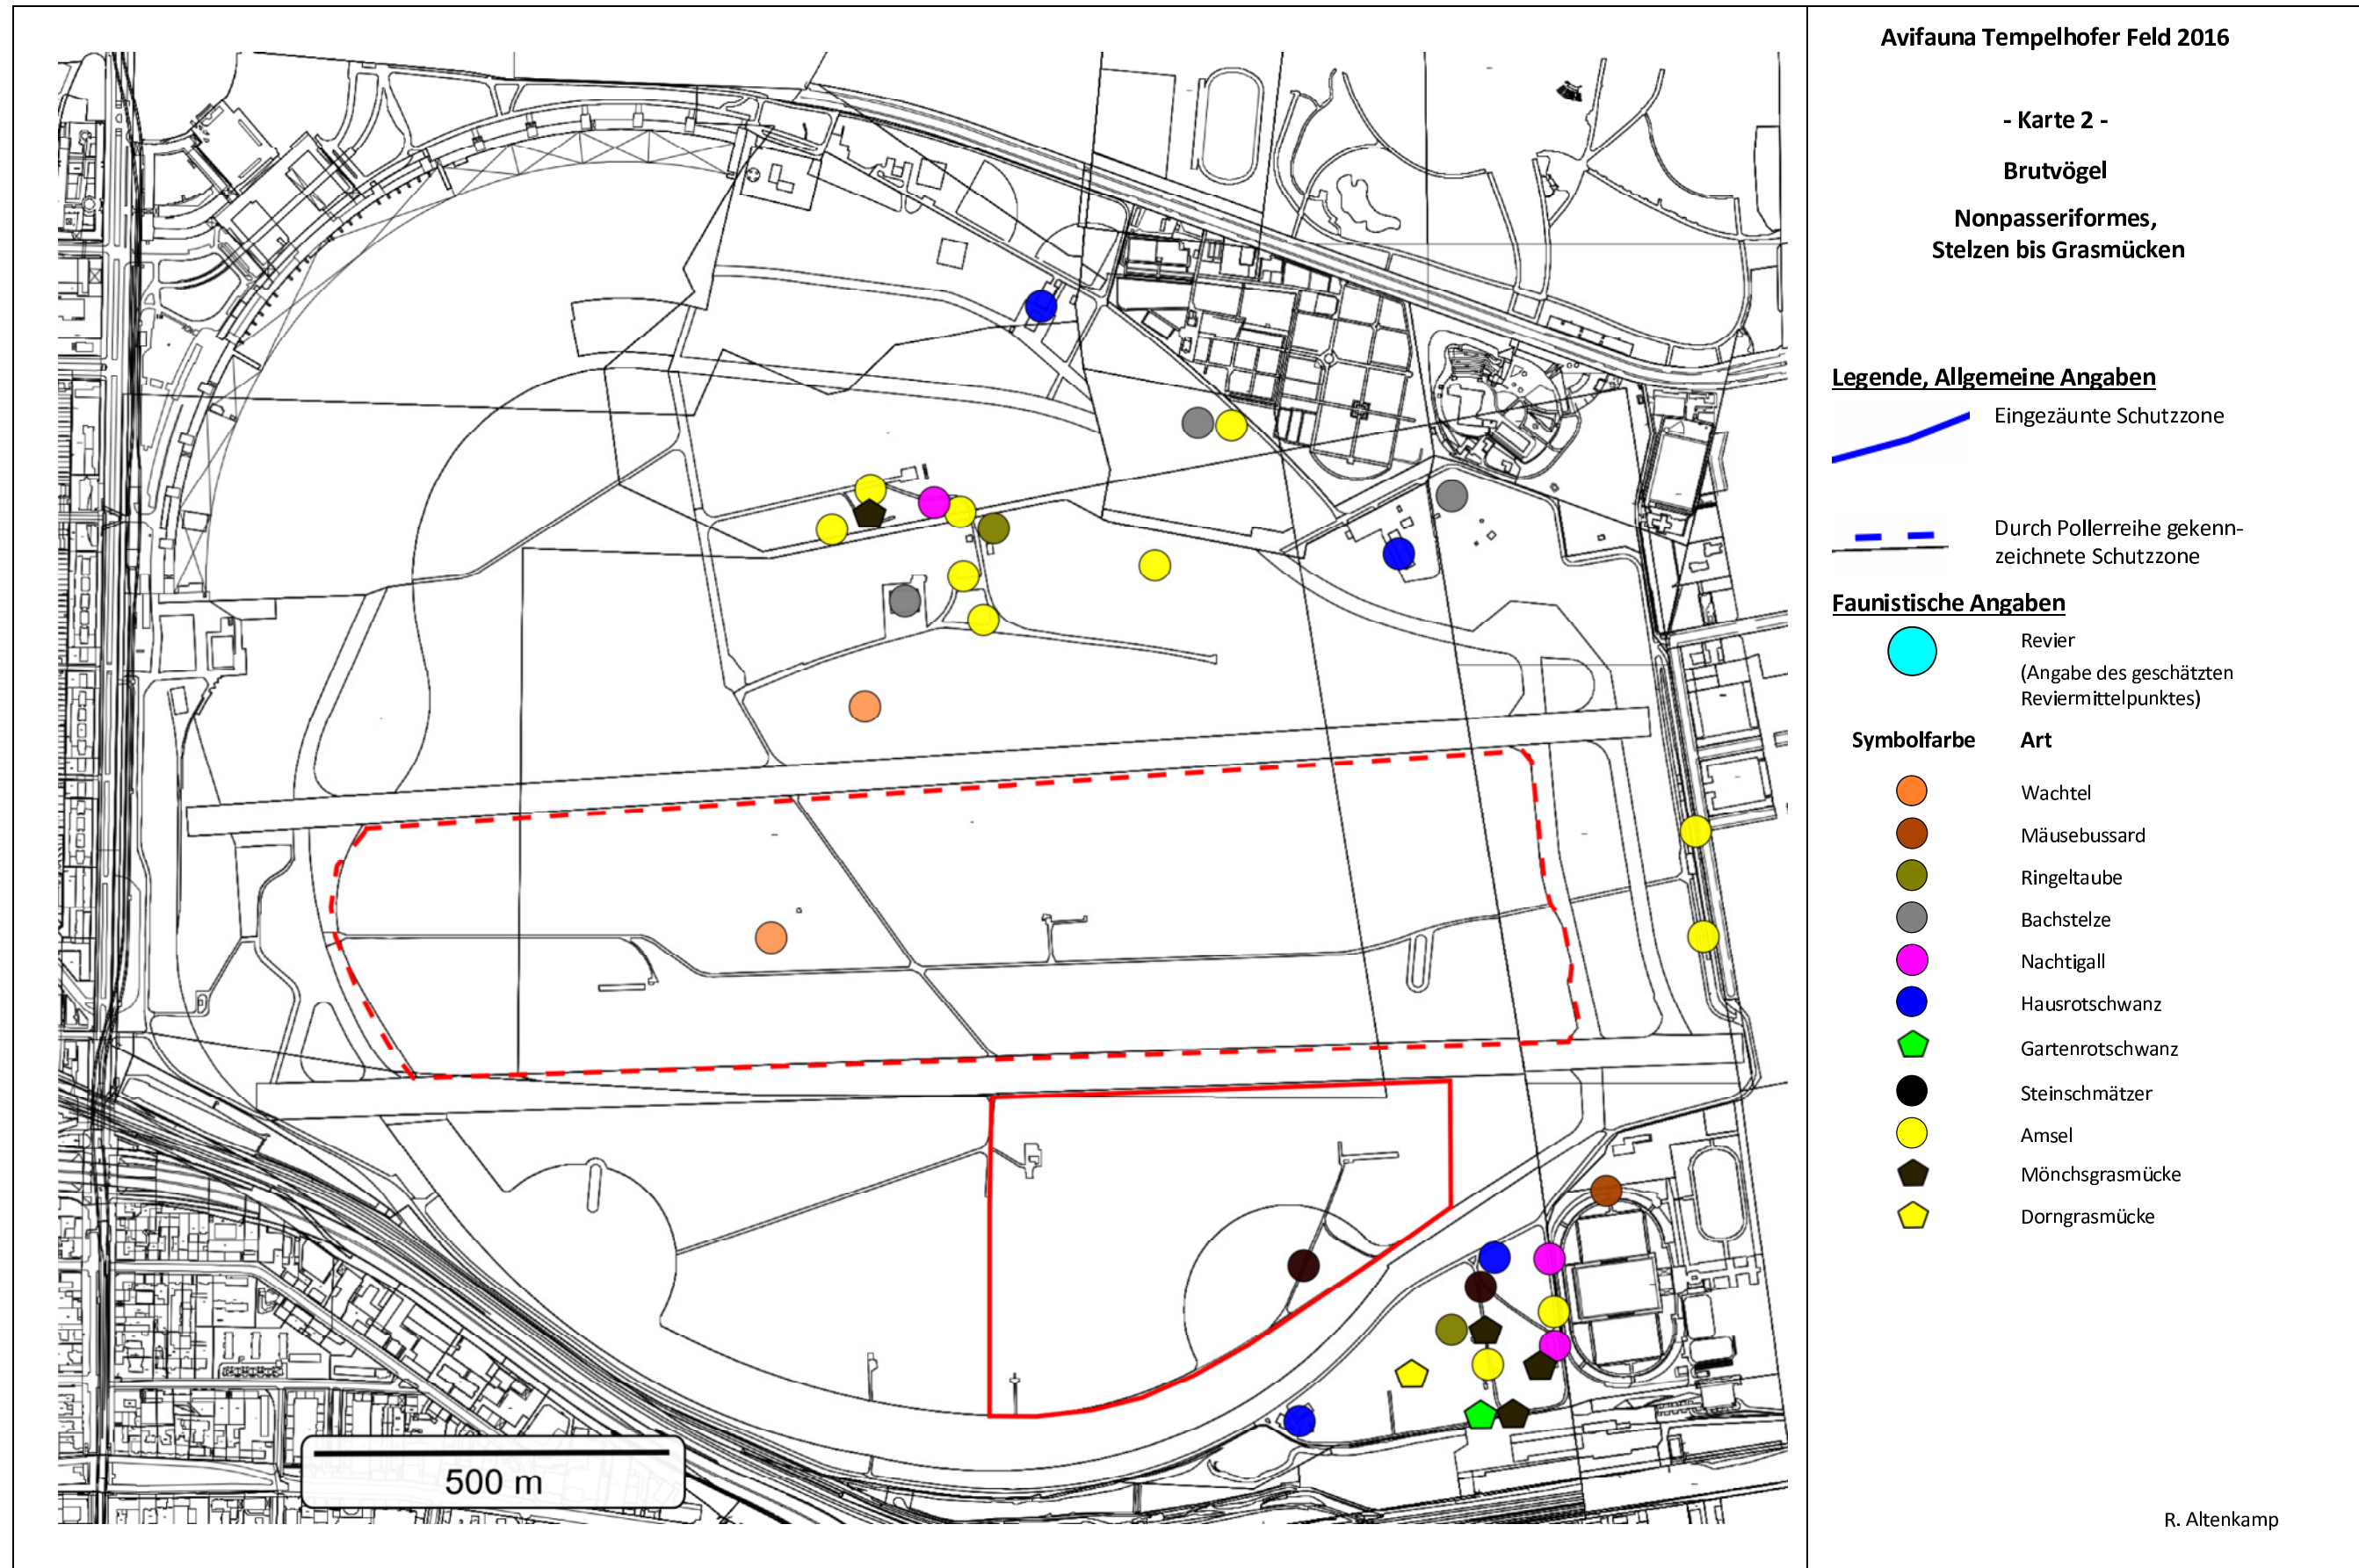 Avifauna Tempelhofer Feld 2016
- Karte 2 -
Brutvögel
Nonpasseriformes,
Stelzen bis Grasmücken
Legende, Allgemeine Angaben
Eingezäunte Schutzzone
Durch Pollerreihe gekenn-
zeichnete Schutzzone
Faunistische Angaben
Revier
(Angabe des geschätzten
Reviermittelpunktes)
Symbolfarbe Art
Wachtel
Mäusebussard
Ringeltaube
Bachstelze
Nachtigall
Hausrotschwanz
Gartenrotschwanz
Steinschmätzer
Amsel
Mönchsgrasmücke
Dorngrasmücke
500 m
R. Altenkamp